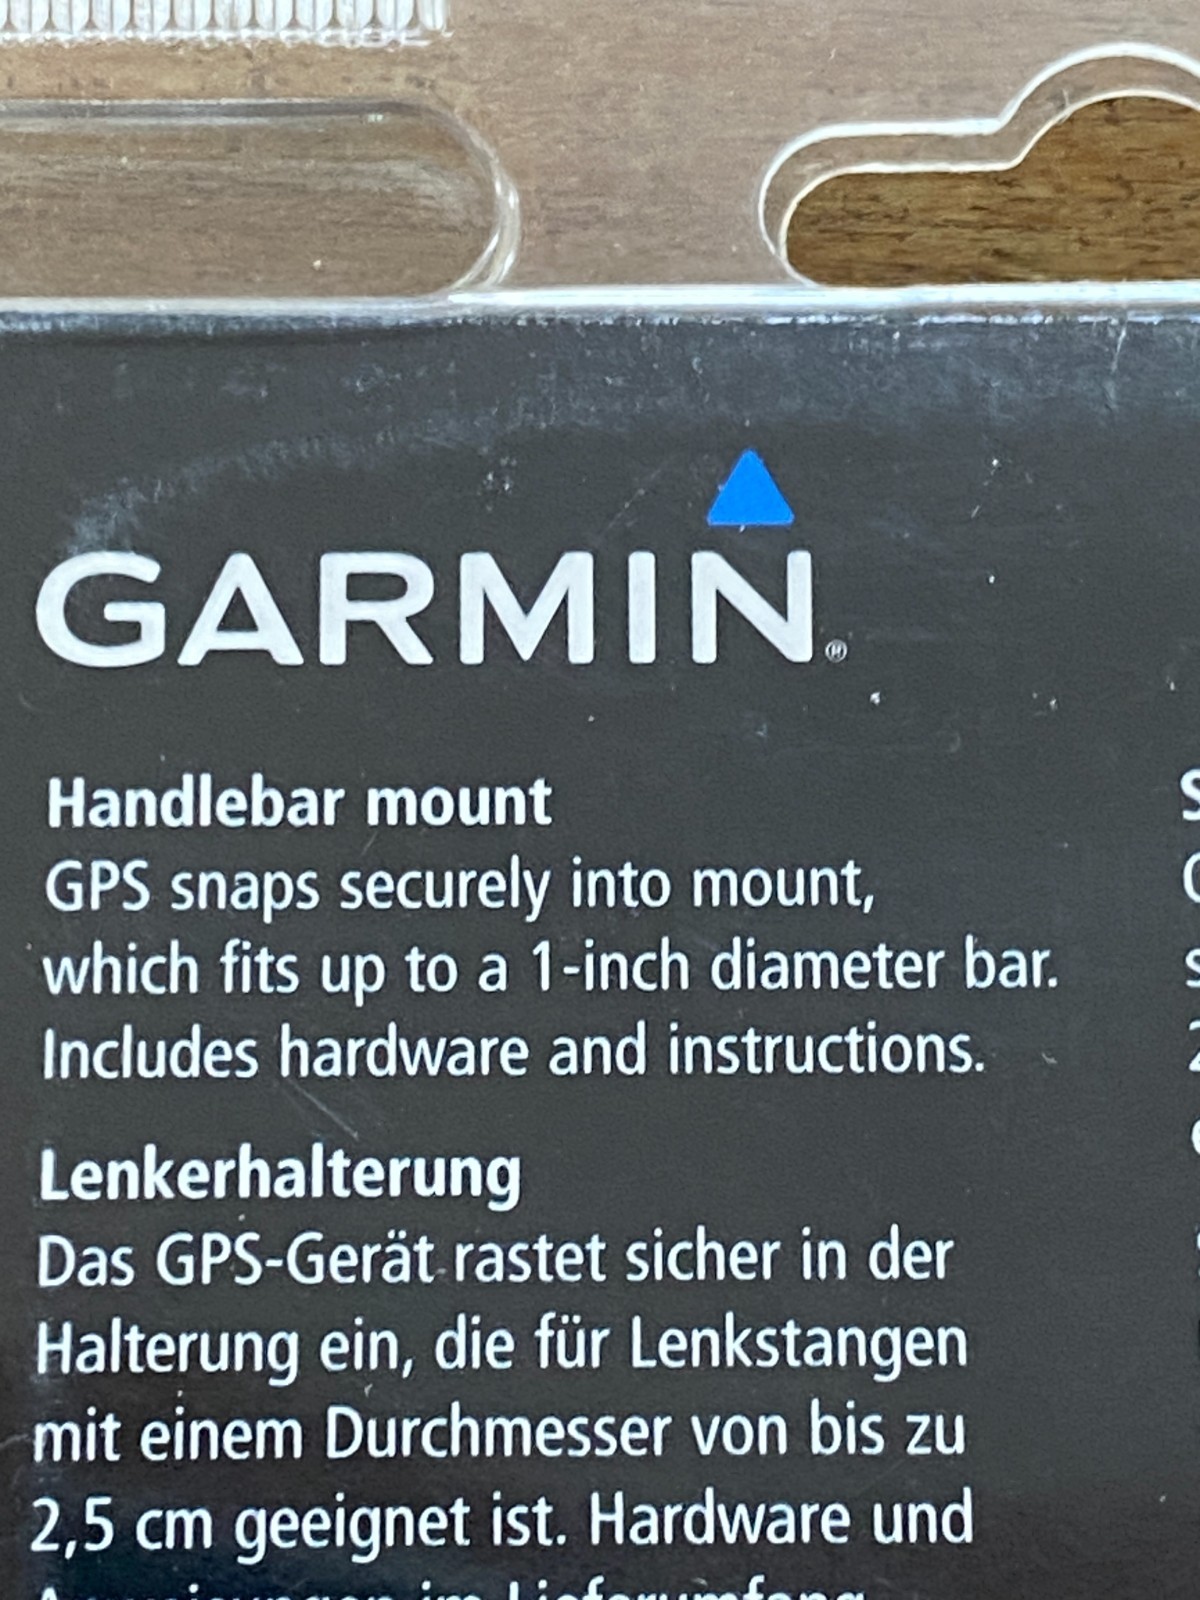 GARMIN®
Handlebar mount
GPS snaps securely into mount,
which fits up to a 1-inch diameter bar.
Includes hardware and instructions.
Lenkerhalterung
Das GPS-Gerät rastet sicher in der
Halterung ein, die für Lenkstangen
mit einem Durchmesser von bis zu
2,5 cm geeignet ist. Hardware und
im Lieferumfang